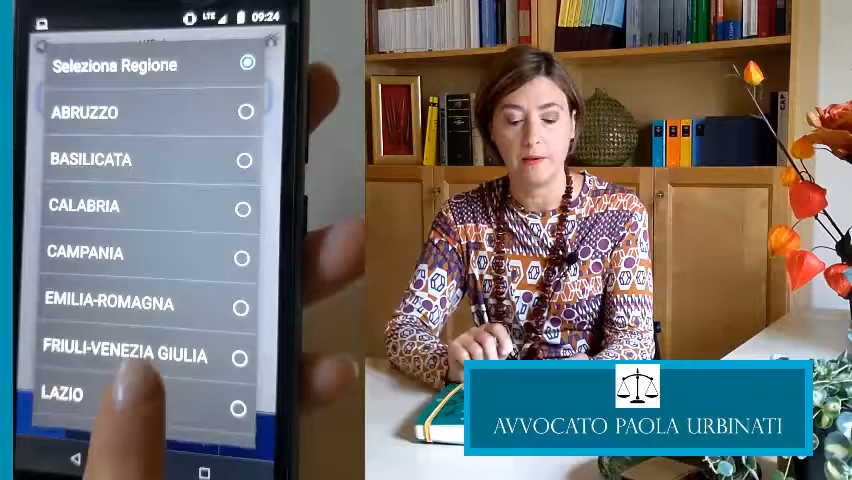 LTE 09:24
Seleziona Regione
ABRUZZO
BASILICATA
CALABRIA
CAMPANIA
EMILIA-ROMAGNA
FRIULI-VENEZIA GIULIA
LAZIO
AVVOCATO PAOLA URBINATI